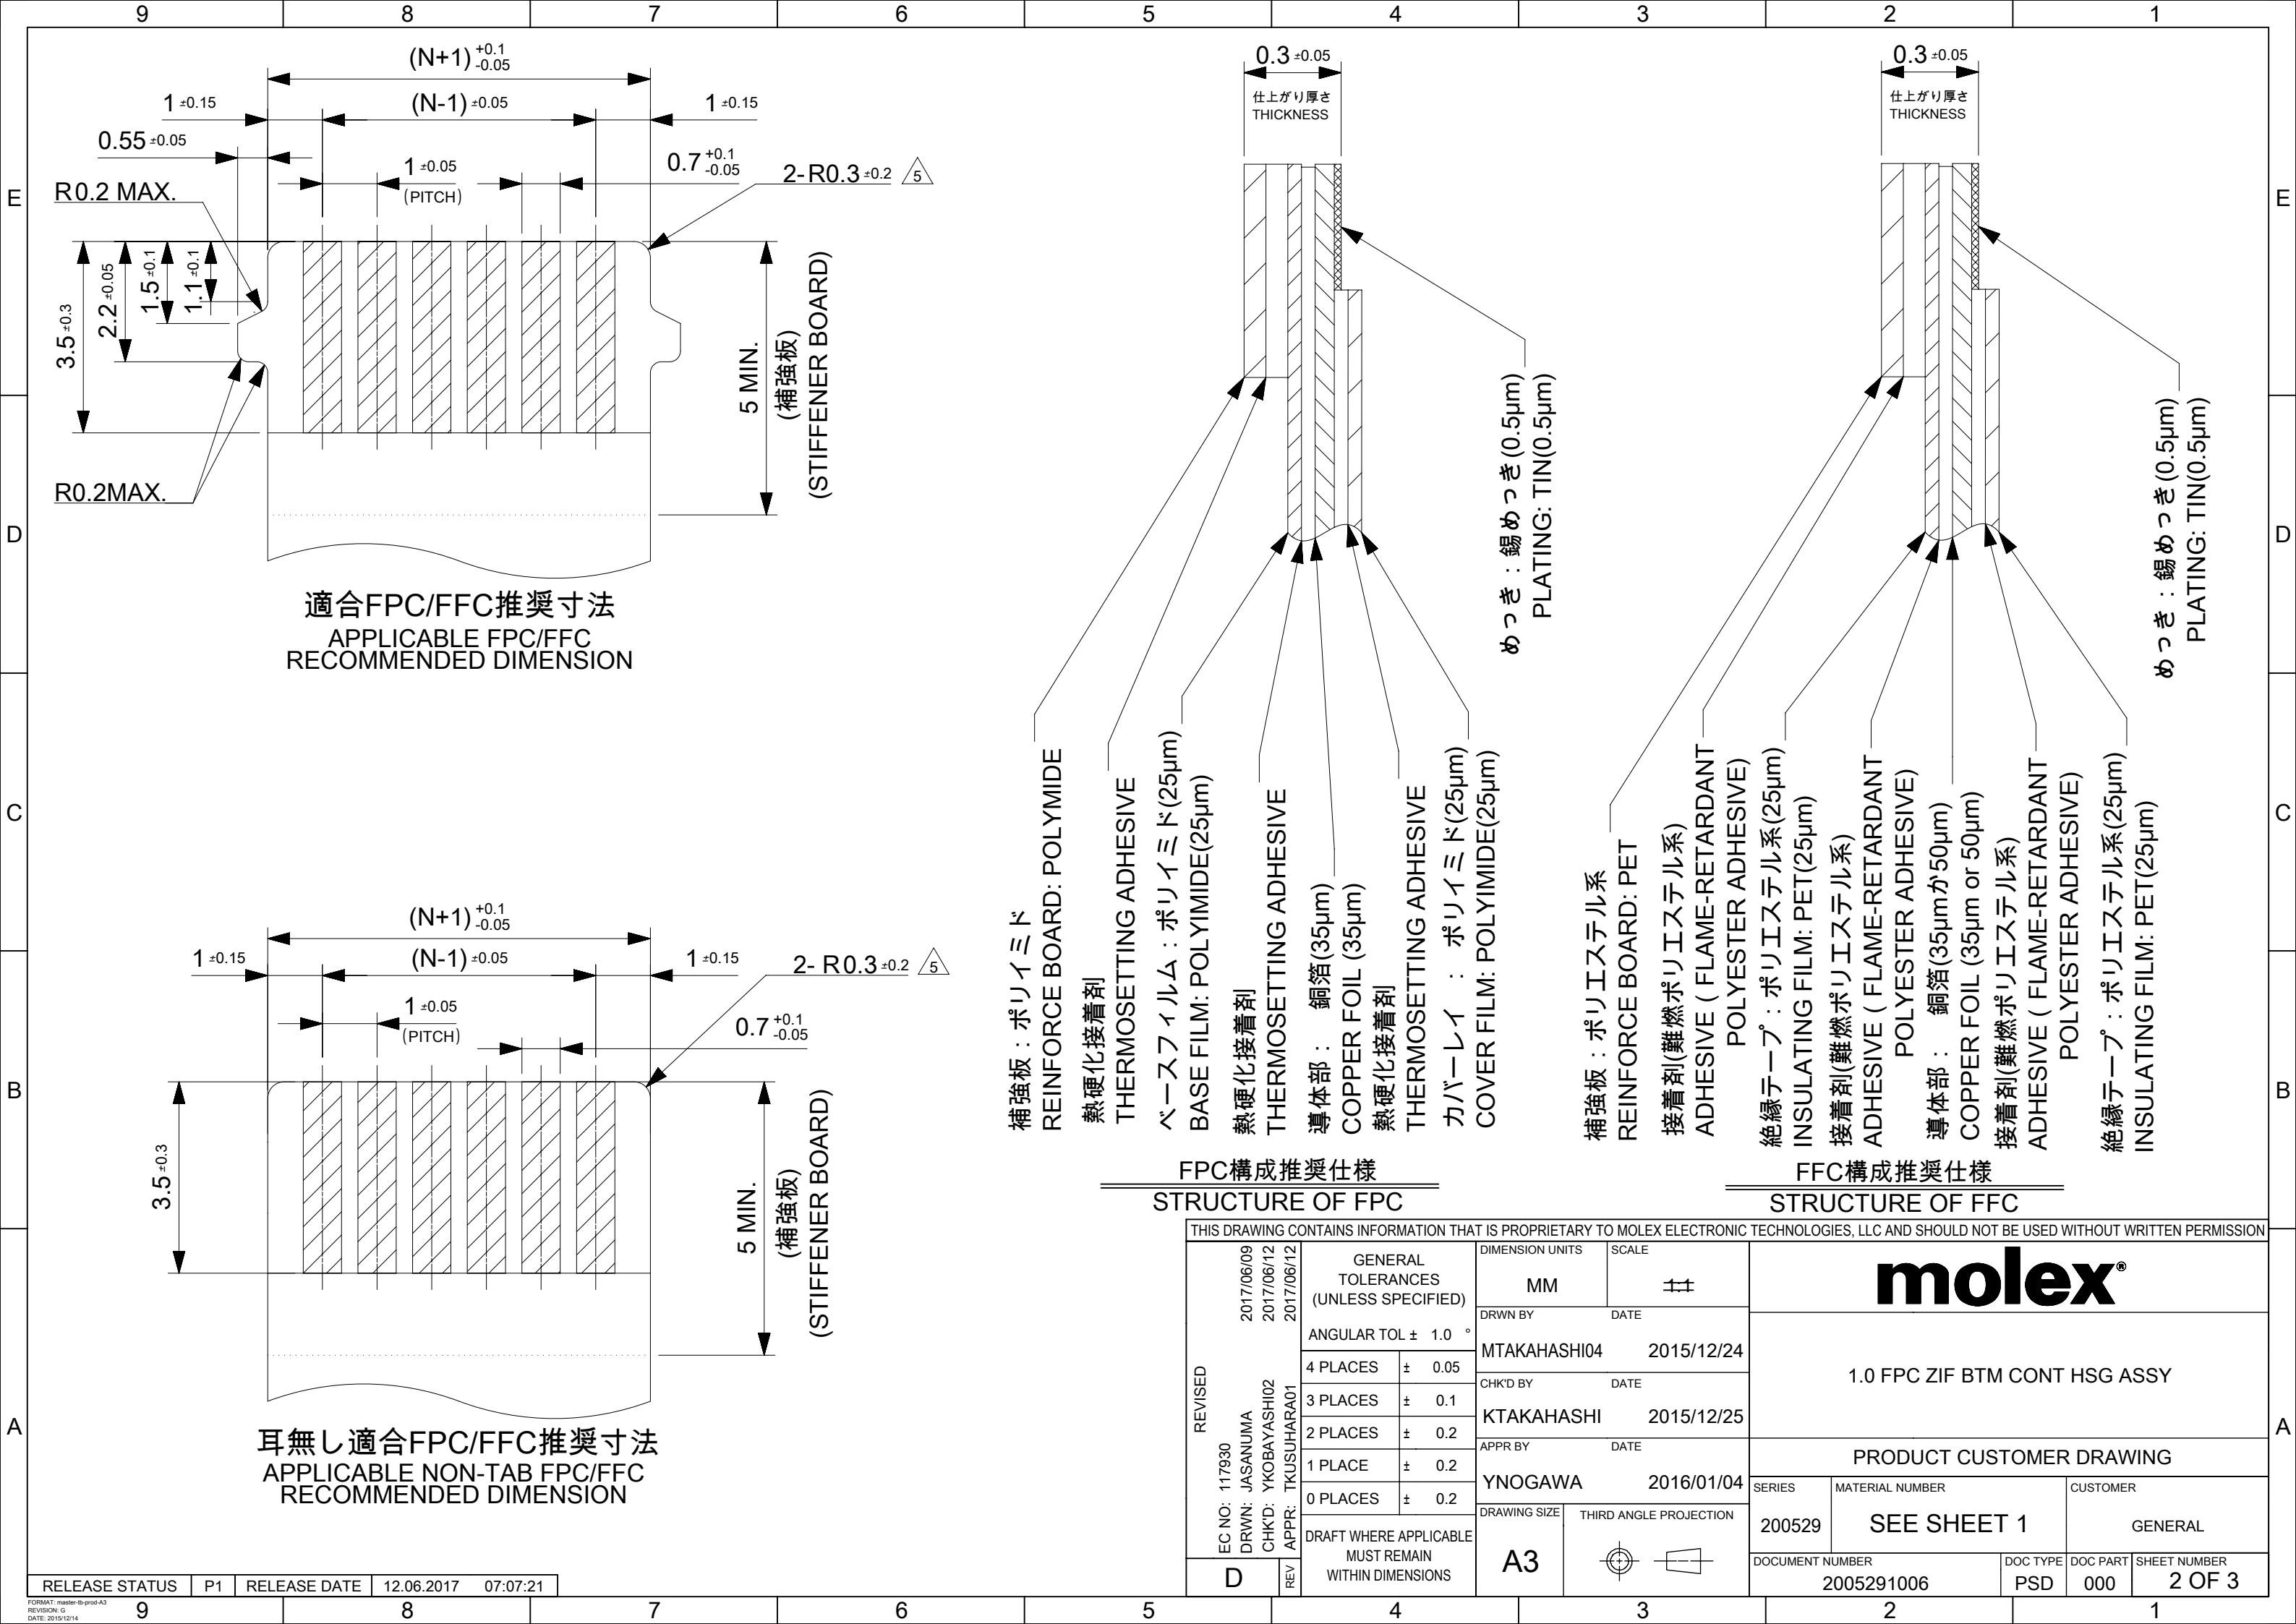 9 8 7 6 5 4 3 2 1
E
D
C
B
A
E
D
C
B
A
(N+1) +0.1 -0.05
1 ±0.15
(N-1) ±0.05
1 ±0.15
0.55 ±0.05
1 ±0.05
(PITCH)
0.7 +0.1 -0.05
2-R0.3 ±0.2 5
R0.2 MAX.
3.5 ±0.3
2.2 ±0.05
1.5 ±0.1
1.1 ±0.1
R0.2MAX.
5 MIN.
(補強板)
(STIFFENER BOARD)
適合FPC/FFC推奨寸法
APPLICABLE FPC/FFC
RECOMMENDED DIMENSION
(N+1) +0.1 -0.05
1 ±0.15
(N-1) ±0.05
1 ±0.15
2- R0.3 ±0.2 5
1 ±0.05
(PITCH)
0.7 +0.1 -0.05
3.5 ±0.3
5 MIN.
(補強板)
(STIFFENER BOARD)
耳無し適合FPC/FFC推奨寸法
APPLICABLE NON-TAB FPC/FFC
RECOMMENDED DIMENSION
0.3 ±0.05
仕上がり厚さ
THICKNESS
めっき：錫めっき(0.5µm)
PLATING: TIN(0.5µm)
補強板：ポリイミド
REINFORCE BOARD: POLYMIDE
熱硬化接着剤
THERMOSETTING ADHESIVE
ベースフィルム：ポリイミド(25µm)
BASE FILM: POLYIMIDE(25µm)
熱硬化接着剤
THERMOSETTING ADHESIVE
導体部： 銅箔(35µm)
COPPER FOIL (35µm)
熱硬化接着剤
THERMOSETTING ADHESIVE
カバーレイ ： ポリイミド(25µm)
COVER FILM: POLYIMIDE(25µm)
FPC構成推奨仕様
STRUCTURE OF FPC
0.3 ±0.05
仕上がり厚さ
THICKNESS
めっき：錫めっき(0.5µm)
PLATING: TIN(0.5µm)
補強板：ポリエステル系
REINFORCE BOARD: PET
接着剤(難燃ポリエステル系)
ADHESIVE ( FLAME-RETARDANT
POLYESTER ADHESIVE)
絶縁テープ：ポリエステル系(25µm)
INSULATING FILM: PET(25µm)
接着剤(難燃ポリエステル系)
ADHESIVE ( FLAME-RETARDANT
POLYESTER ADHESIVE)
導体部： 銅箔(35µmか50µm)
COPPER FOIL (35µm or 50µm)
接着剤(難燃ポリエステル系)
ADHESIVE ( FLAME-RETARDANT
POLYESTER ADHESIVE)
絶縁テープ：ポリエステル系(25µm)
INSULATING FILM: PET(25µm)
FFC構成推奨仕様
STRUCTURE OF FFC
THIS DRAWING CONTAINS INFORMATION THAT IS PROPRIETARY TO MOLEX ELECTRONIC TECHNOLOGIES, LLC AND SHOULD NOT BE USED WITHOUT WRITTEN PERMISSION
REVISED
EC NO: 117930
DRWN: JASANUMA 2017/06/09
CHK'D: YKOBAYASHI02 2017/06/12
APPR: TKUSUHARA01 2017/06/12
D
REV
GENERAL
TOLERANCES
(UNLESS SPECIFIED)
ANGULAR TOL ± 1.0 °
4 PLACES ± 0.05
3 PLACES ± 0.1
2 PLACES ± 0.2
1 PLACE ± 0.2
0 PLACES ± 0.2
DRAFT WHERE APPLICABLE
MUST REMAIN
WITHIN DIMENSIONS
DIMENSION UNITS
MM
SCALE
1:1
DRWN BY DATE
MTAKAHASHI04 2015/12/24
CHK'D BY DATE
KTAKAHASHI 2015/12/25
APPR BY DATE
YNOGAWA 2016/01/04
DRAWING SIZE
A3
THIRD ANGLE PROJECTION
molex®
1.0 FPC ZIF BTM CONT HSG ASSY
PRODUCT CUSTOMER DRAWING
SERIES
200529
MATERIAL NUMBER
SEE SHEET 1
CUSTOMER
GENERAL
DOCUMENT NUMBER
2005291006
DOC TYPE
PSD
DOC PART
000
SHEET NUMBER
2 OF 3
RELEASE STATUS P1 RELEASE DATE 12.06.2017 07:07:21
FORMAT: master-tb-prod-A3
REVISION: G
DATE: 2015/12/14
9 8 7 6 5 4 3 2 1